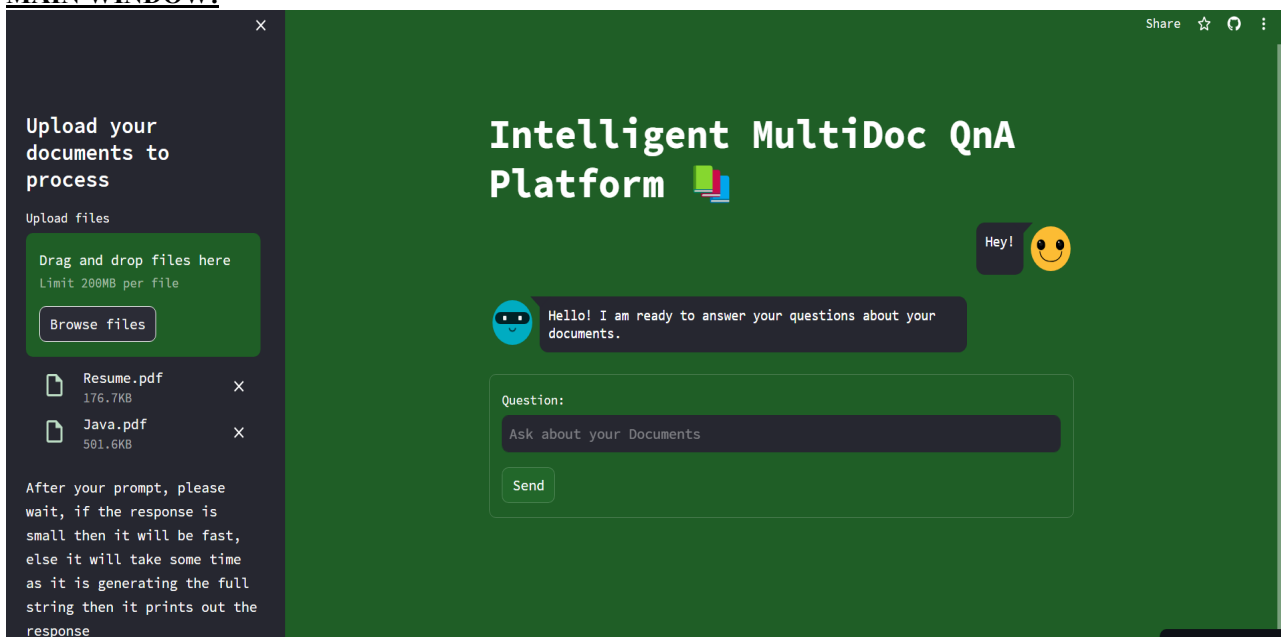 MAIN WINDOW:
Share
Upload your
documents to
process
Upload files
Drag and drop files here
Limit 200MB per file
Browse files
Resume.pdf
176.7KB
Java.pdf
501.6KB
After your prompt, please
wait, if the response is
small then it will be fast,
else it will take some time
as it is generating the full
string then it prints out the
response
Intelligent MultiDoc QnA
Platform
Hey!
Hello! I am ready to answer your questions about your
documents.
Question:
Ask about your Documents
Send